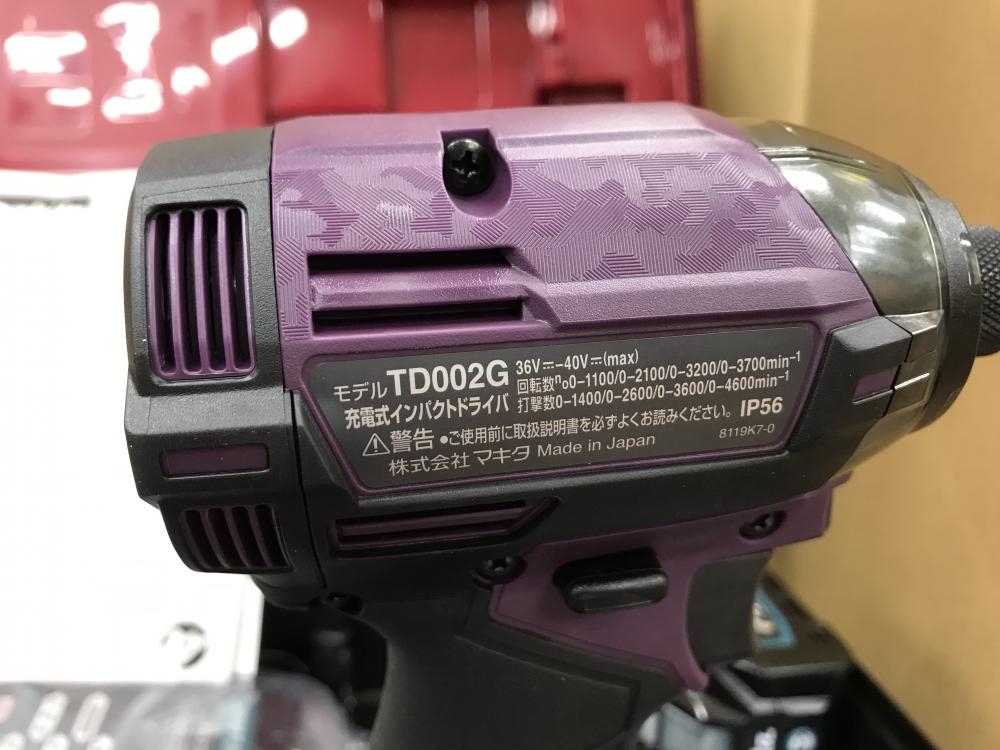 モデル TD002G 36V⎓–40V⎓(max)
充電式インパクトドライバ 回転数n₀0–1100/0–2100/0–3200/0–3700min⁻¹
打撃数0–1400/0–2600/0–3600/0–4600min⁻¹
⚠警告 ●ご使用前に取扱説明書を必ずよくお読みください。 IP56
株式会社 マキタ Made in Japan 8119K7-0